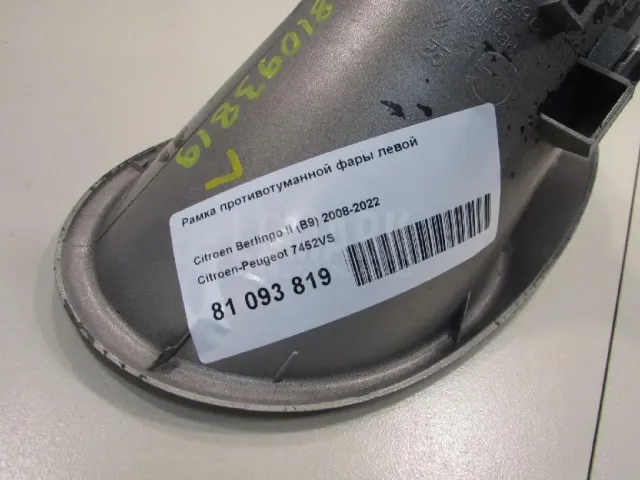 81093819
Л
Рамка противотуманной фары левой
Citroen Berlingo II (B9) 2008-2022
Citroen-Peugeot 7452VS
81 093 819